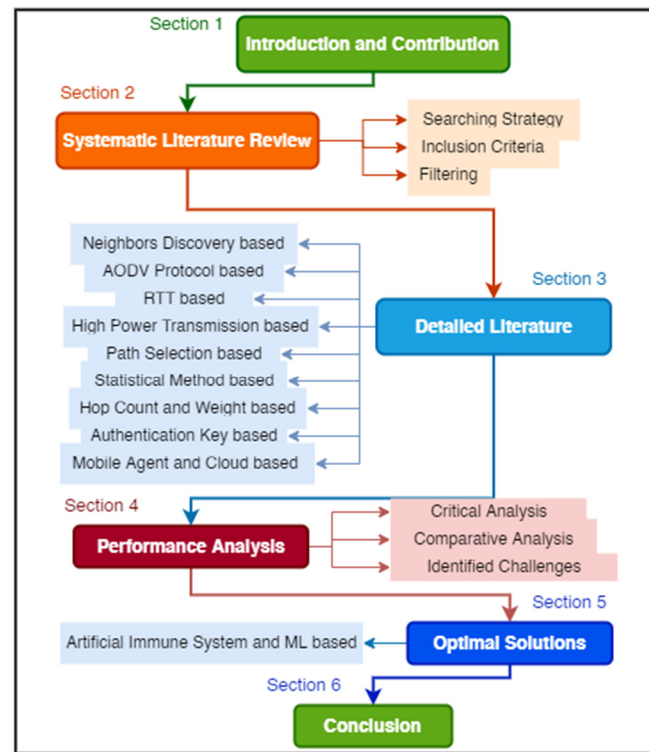 Section 1
Introduction and Contribution
Section 2
Systematic Literature Review
Searching Strategy
Inclusion Criteria
Filtering
Neighbors Discovery based
AODV Protocol based
RTT based
High Power Transmission based
Path Selection based
Statistical Method based
Hop Count and Weight based
Authentication Key based
Mobile Agent and Cloud based
Section 3
Detailed Literature
Section 4
Performance Analysis
Critical Analysis
Comparative Analysis
Identified Challenges
Section 5
Artificial Immune System and ML based
Optimal Solutions
Section 6
Conclusion